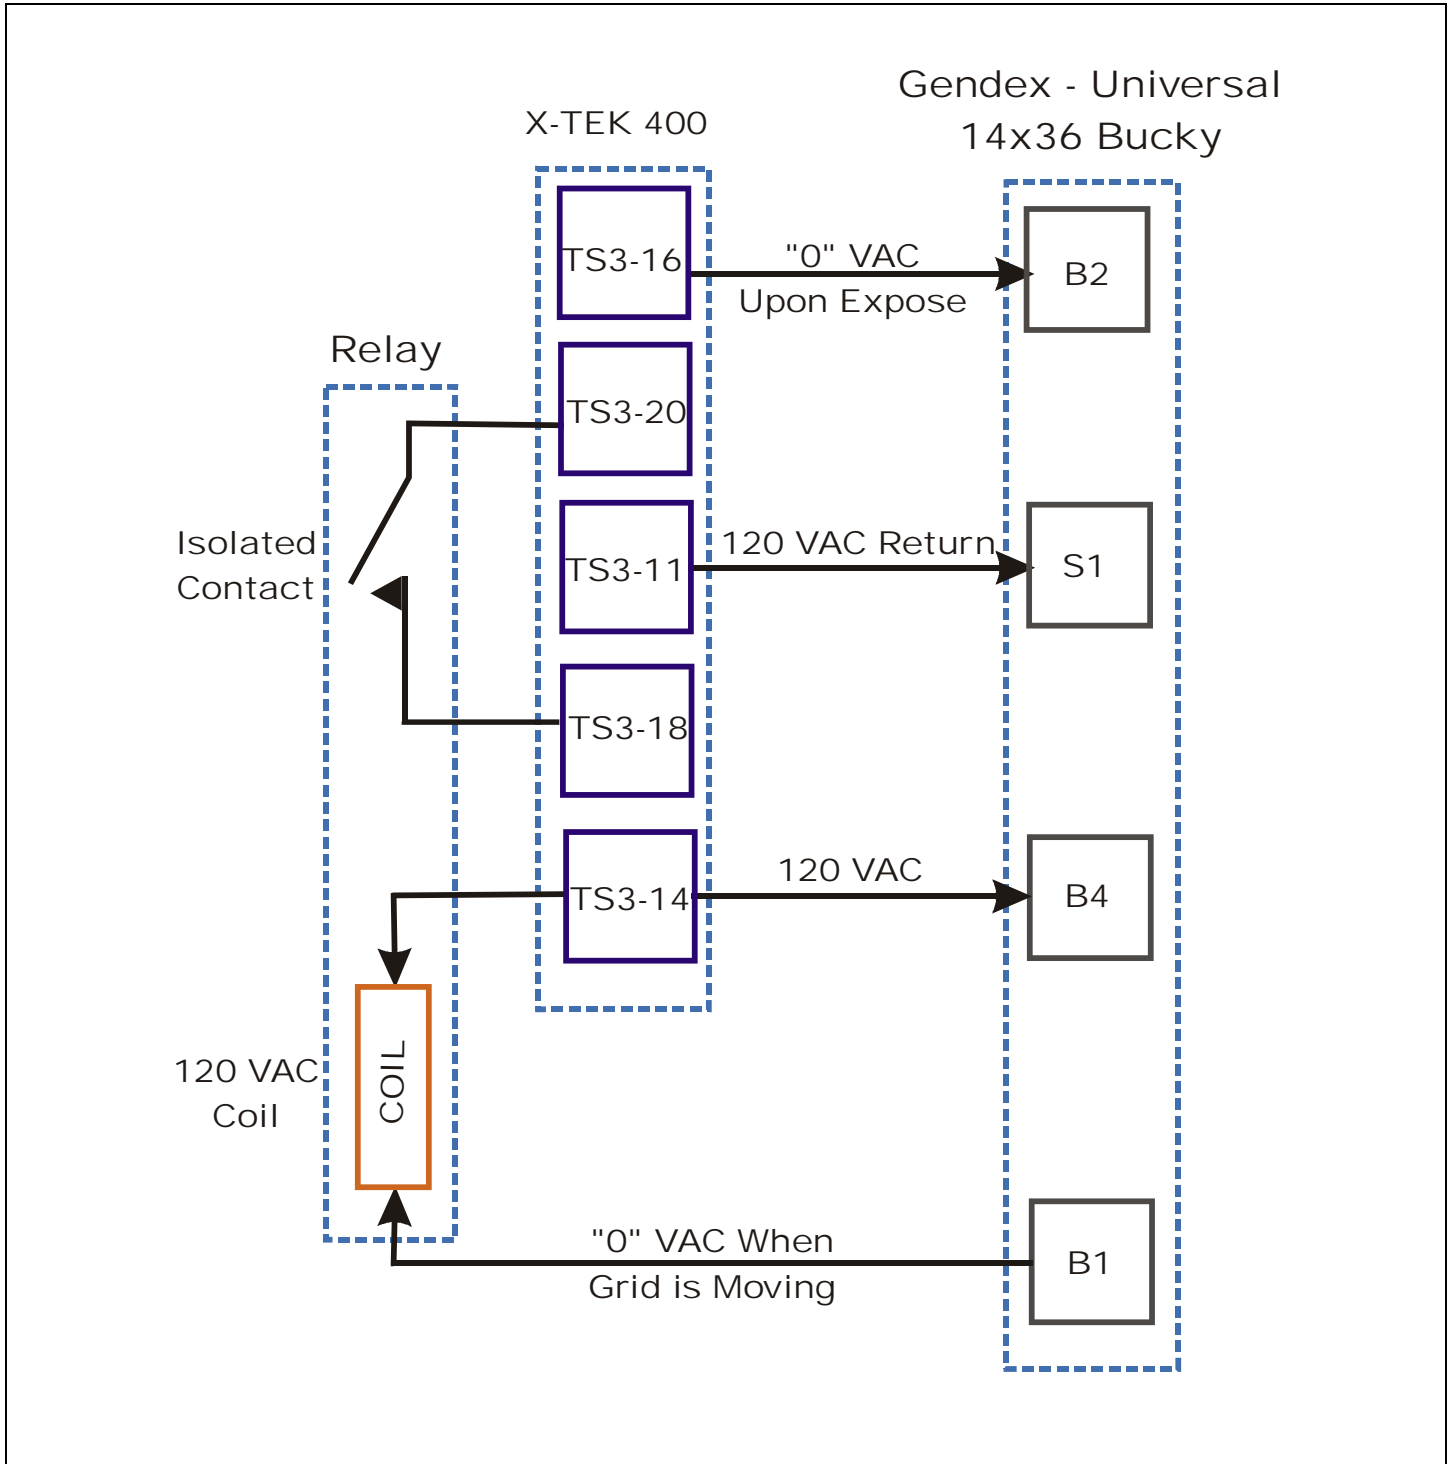 Gendex - Universal
14x36 Bucky
X-TEK 400
TS3-16
"0" VAC
Upon Expose
B2
Relay
TS3-20
Isolated
Contact
TS3-11
120 VAC Return
S1
TS3-18
TS3-14
120 VAC
B4
120 VAC
Coil
COIL
"0" VAC When
Grid is Moving
B1